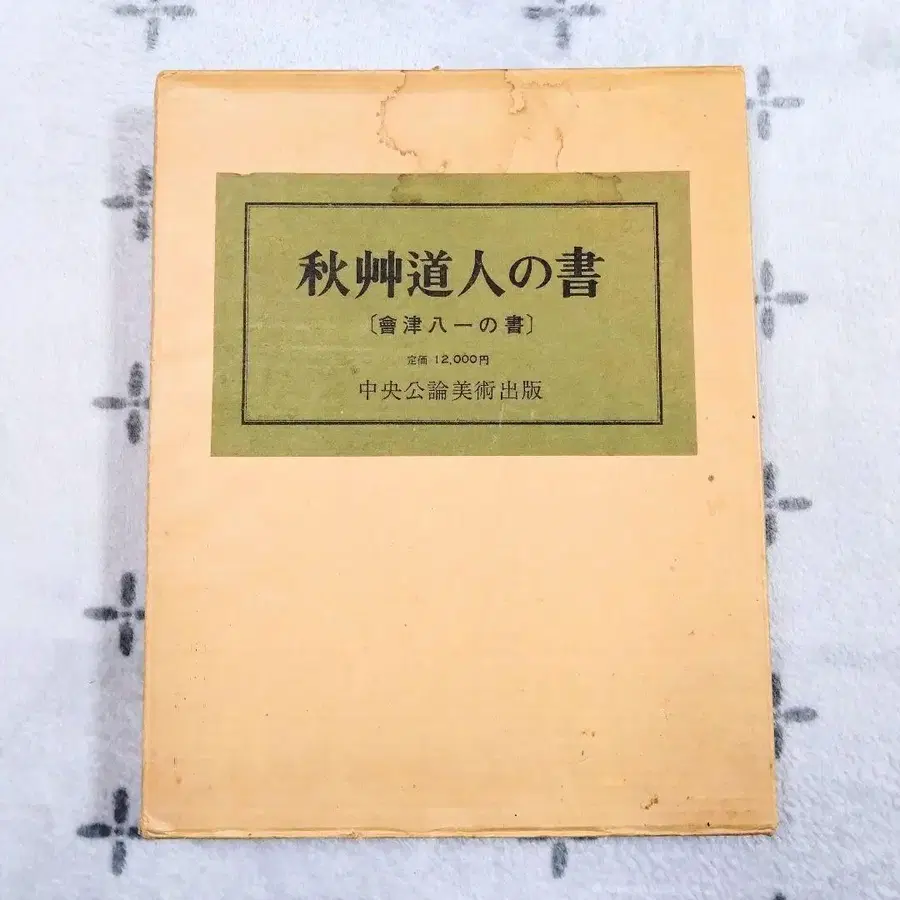 秋艸道人の書
〔會津八一の書〕
定価 12,000円
中央公論美術出版